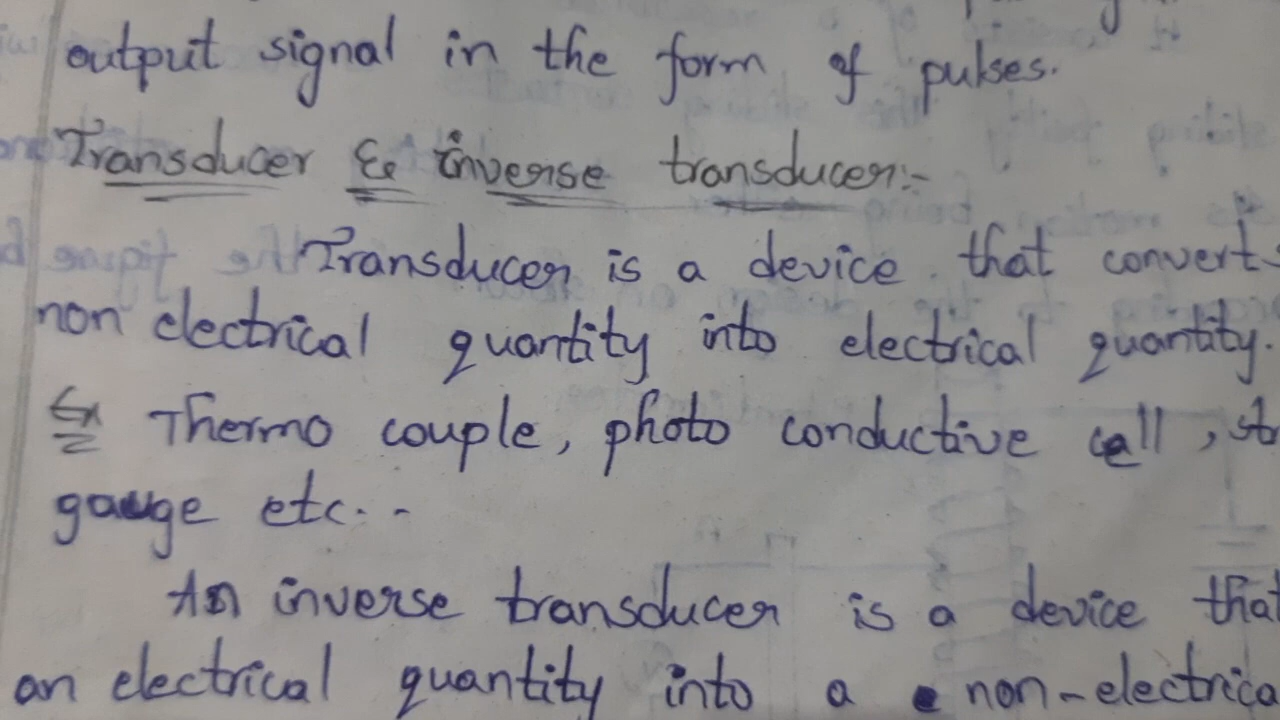 output signal in the form of pulses.
Transducer & inverse transducer:-
Transducer is a device that converts
non electrical quantity into electrical quantity.
Ex Thermo couple, photo conductive cell, 
gauge etc..
An inverse transducer is a device that
an electrical quantity into a non-electrica